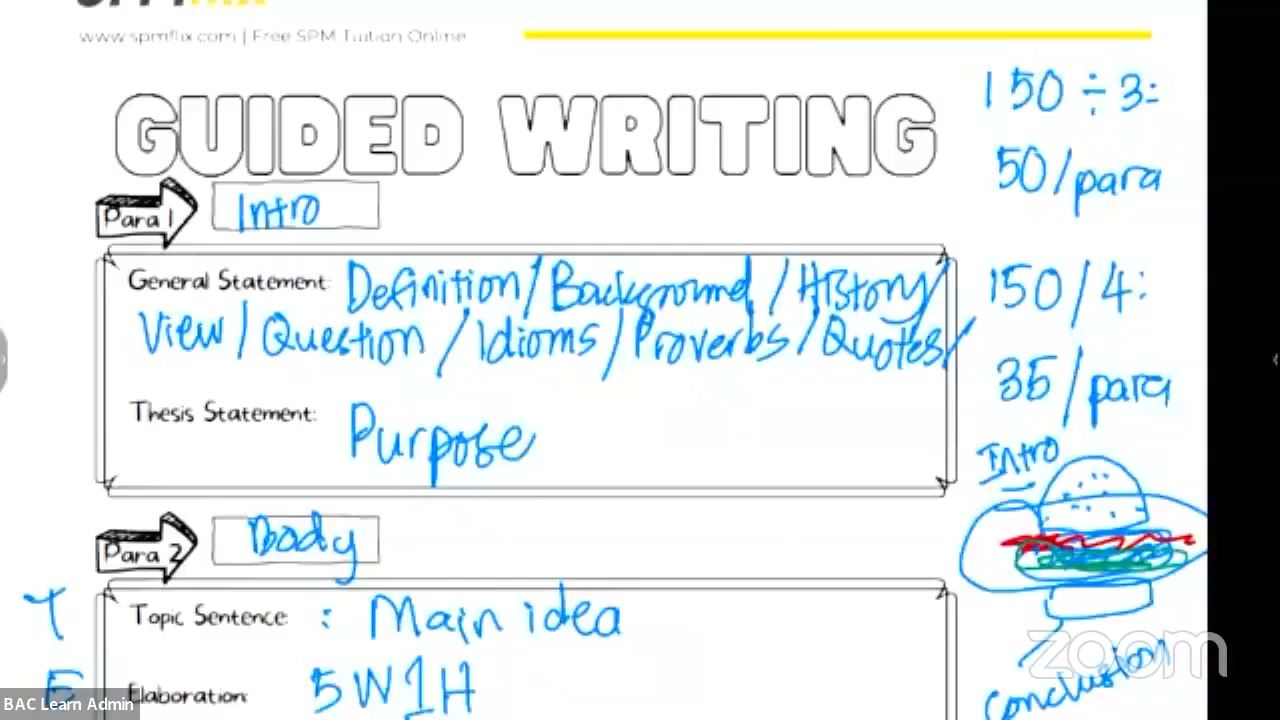 www.spmflix.com | Free SPM Tuition Online
GUIDED WRITING
150 ÷ 3:
50/para
Para 1
Intro
General Statement: Definition/Background/History/
View/Question/Idioms/Proverbs/Quotes/
150/4:
35/para
Thesis Statement: Purpose
Intro
Para 2
Body
T
Topic Sentence: : Main idea
E
Elaboration: 5W1H
conclusion
zoom
BAC Learn Admin